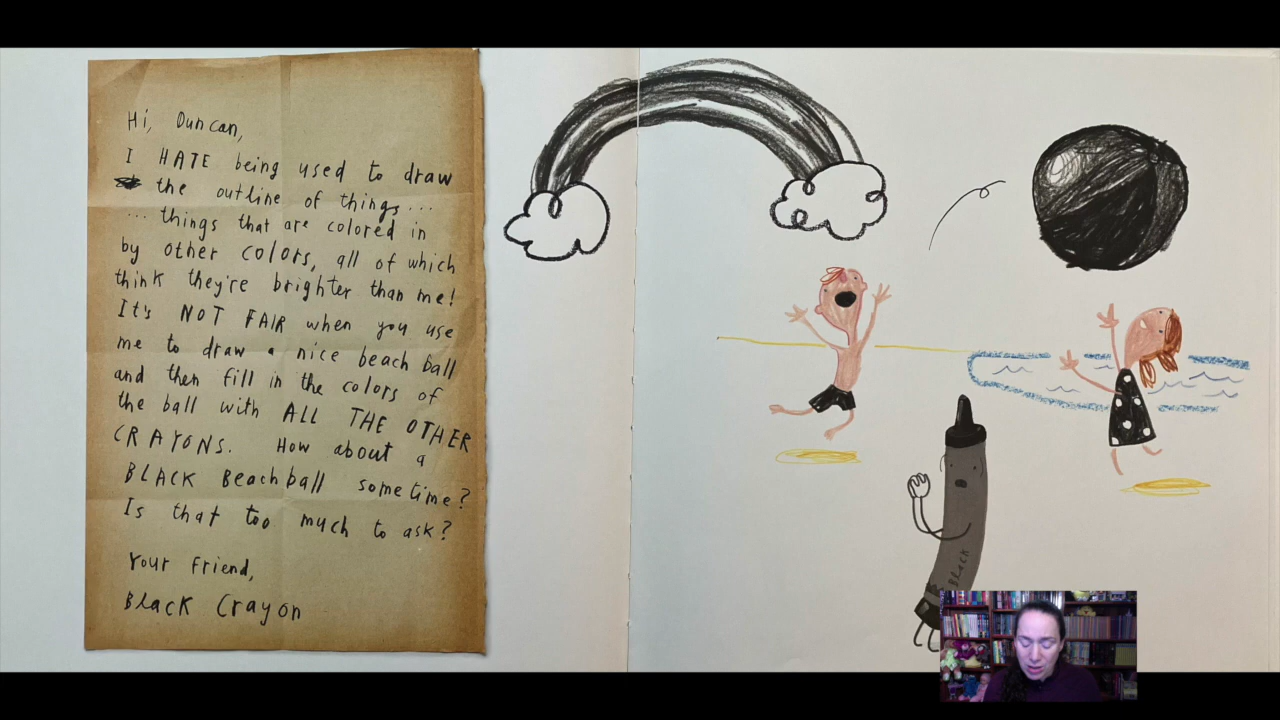 Hi, Duncan,
I HATE being used to draw
the outline of things...
...things that are colored in
by other colors, all of which
think they're brighter than me!
It's NOT FAIR when you use
me to draw a nice beach ball
and then fill in the colors of
the ball with ALL THE OTHER
CRAYONS. How about a
BLACK Beach ball sometime?
Is that too much to ask?
Your friend,
Black Crayon
BLACK